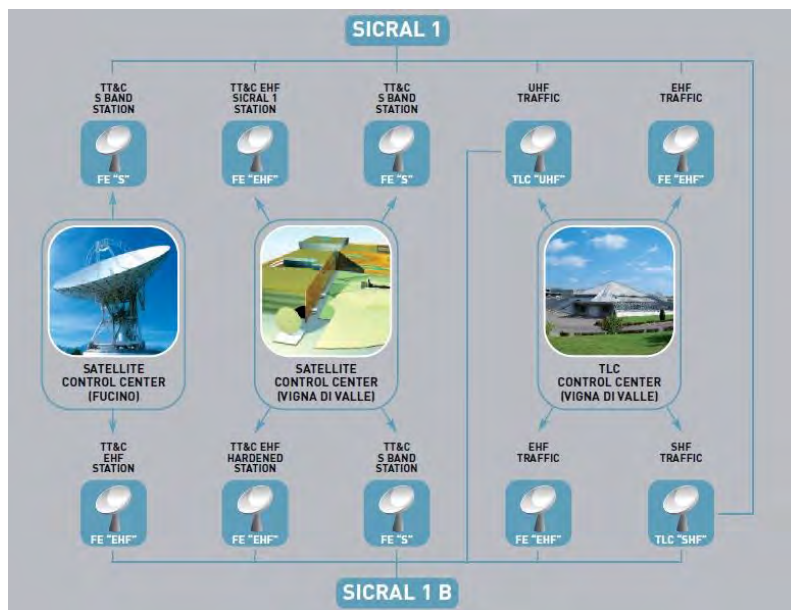 SICRAL 1
TT&C
S BAND
STATION
TT&C EHF
SICRAL 1
STATION
TT&C
S BAND
STATION
UHF
TRAFFIC
EHF
TRAFFIC
FE "S"
FE "EHF"
FE "S"
TLC "UHF"
FE "EHF"
SATELLITE
CONTROL CENTER
(FUCINO)
SATELLITE
CONTROL CENTER
(VIGNA DI VALLE)
TLC
CONTROL CENTER
(VIGNA DI VALLE)
TT&C
EHF
STATION
TT&C EHF
HARDENED
STATION
TT&C
S BAND
STATION
EHF
TRAFFIC
SHF
TRAFFIC
FE "EHF"
FE "EHF"
FE "S"
FE "EHF"
TLC "SHF"
SICRAL 1 B